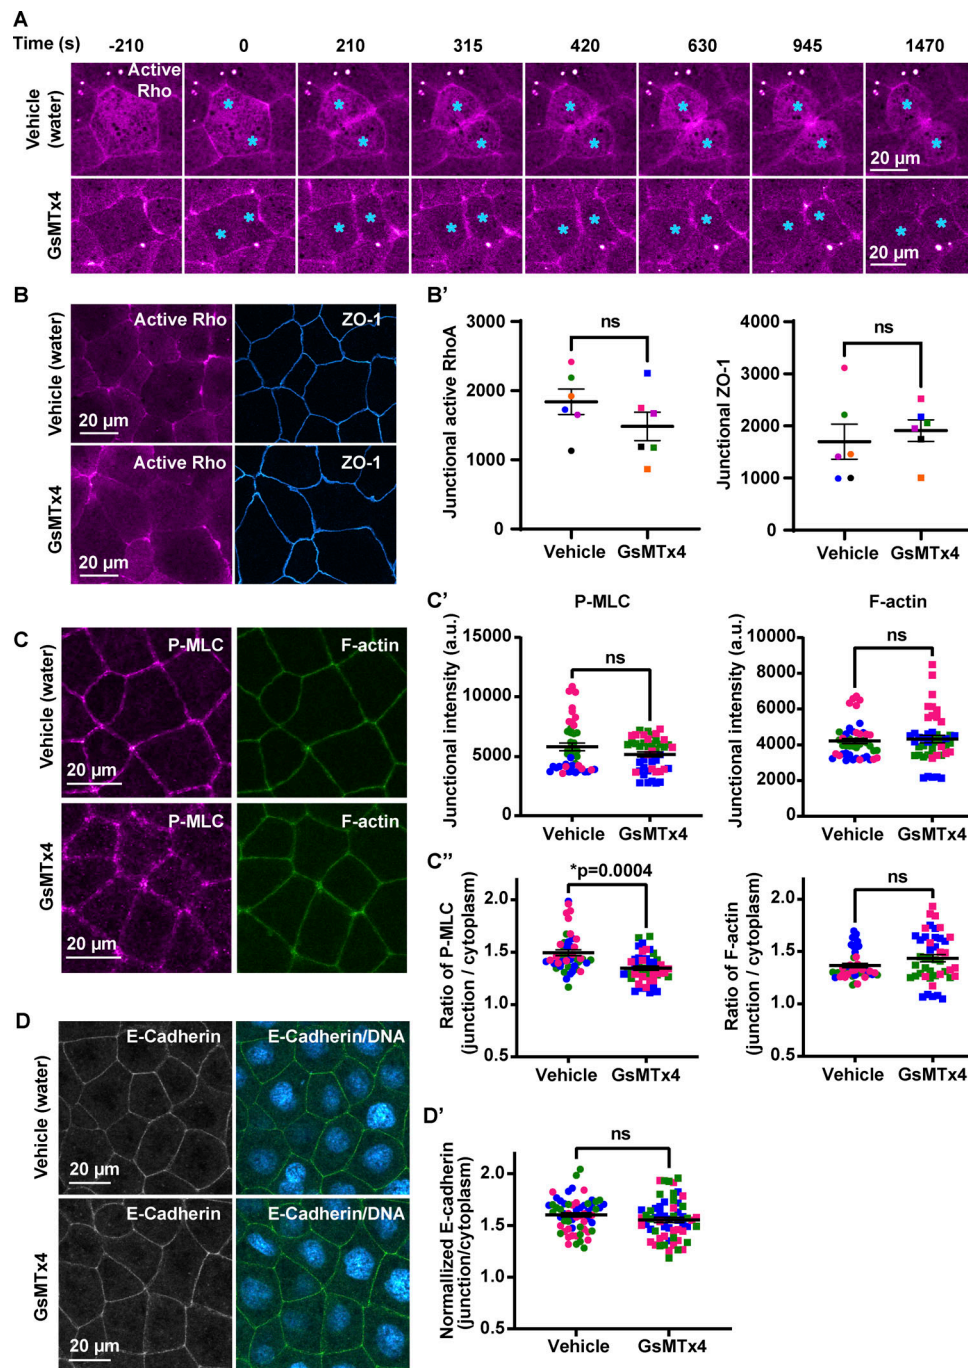 A
Time (s) -210 0 210 315 420 630 945 1470
Vehicle (water)
Active Rho
20 µm
GsMTx4
20 µm
B
Vehicle (water)
Active Rho
ZO-1
20 µm
GsMTx4
Active Rho
ZO-1
20 µm
B'
Junctional active RhoA
3000
2000
1000
0
ns
Vehicle GsMTx4
Junctional ZO-1
5000
4000
3000
2000
1000
0
ns
Vehicle GsMTx4
C
Vehicle (water)
P-MLC
F-actin
20 µm
GsMTx4
P-MLC
F-actin
20 µm
C'
P-MLC
Junctional intensity (a.u.)
15000
10000
5000
0
ns
Vehicle GsMTx4
F-actin
Junctional intensity (a.u.)
10000
8000
6000
4000
2000
0
ns
Vehicle GsMTx4
C''
Ratio of P-MLC
(junction / cytoplasm)
2.0
1.5
1.0
0.5
*p=0.0004
Vehicle GsMTx4
Ratio of F-actin
(junction / cytoplasm)
2.0
1.5
1.0
0.5
ns
Vehicle GsMTx4
D
Vehicle (water)
E-Cadherin
E-Cadherin/DNA
20 µm
GsMTx4
E-Cadherin
E-Cadherin/DNA
20 µm
D'
Normallized E-cadherin
(junction/cytoplasm)
2.0
1.5
1.0
0.5
ns
Vehicle GsMTx4